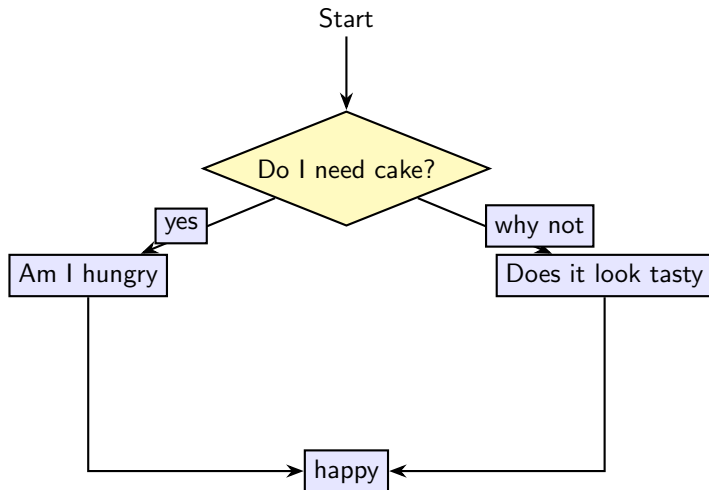 Start
Do I need cake?
yes
why not
Am I hungry
Does it look tasty
happy